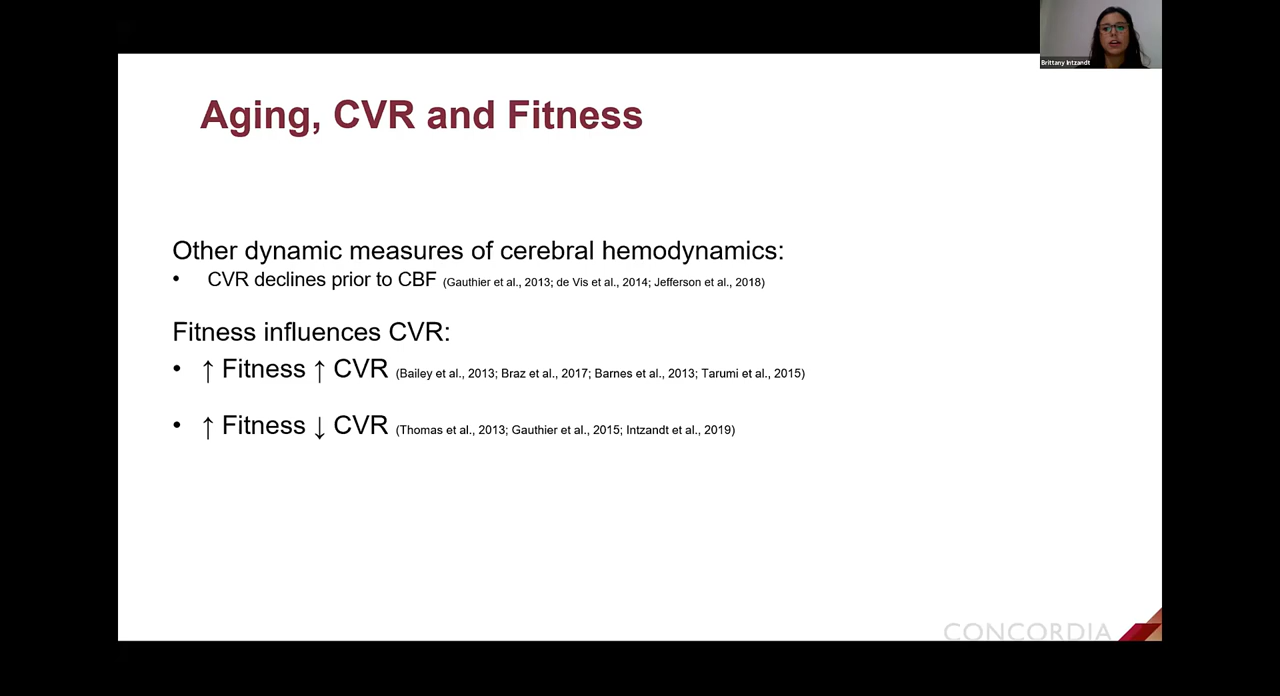 Brittany Intzandt
Aging, CVR and Fitness
Other dynamic measures of cerebral hemodynamics:
• CVR declines prior to CBF (Gauthier et al., 2013; de Vis et al., 2014; Jefferson et al., 2018)
Fitness influences CVR:
• ↑ Fitness ↑ CVR (Bailey et al., 2013; Braz et al., 2017; Barnes et al., 2013; Tarumi et al., 2015)
• ↑ Fitness ↓ CVR (Thomas et al., 2013; Gauthier et al., 2015; Intzandt et al., 2019)
CONCORDIA